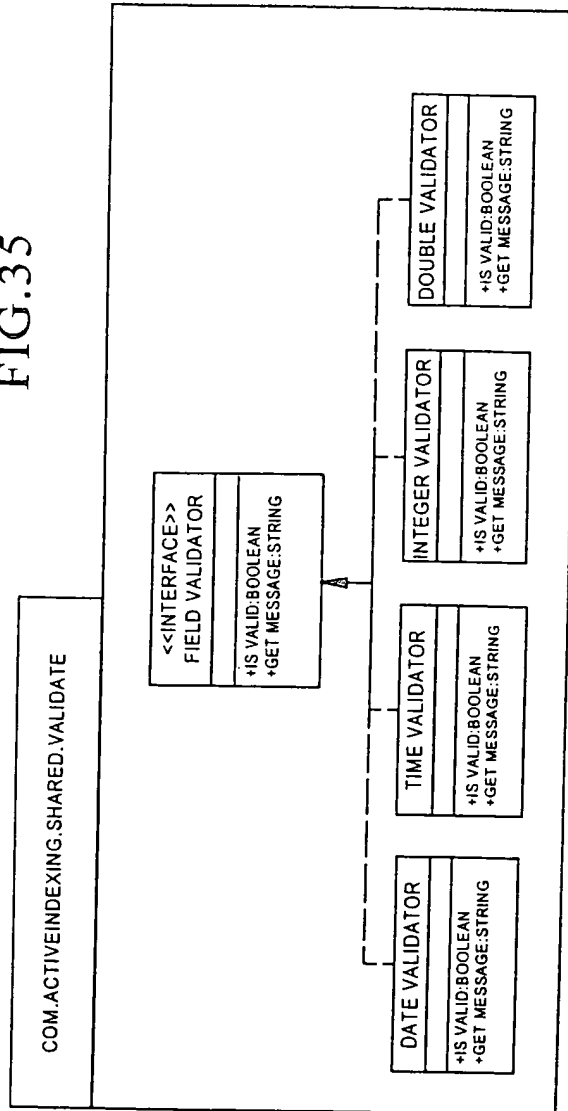 FIG.35
COM.ACTIVEINDEXING.SHARED.VALIDATE
<<INTERFACE>>
FIELD VALIDATOR
+IS VALID:BOOLEAN
+GET MESSAGE:STRING
DATE VALIDATOR
+IS VALID:BOOLEAN
+GET MESSAGE:STRING
TIME VALIDATOR
+IS VALID:BOOLEAN
+GET MESSAGE:STRING
INTEGER VALIDATOR
+IS VALID:BOOLEAN
+GET MESSAGE:STRING
DOUBLE VALIDATOR
+IS VALID:BOOLEAN
+GET MESSAGE:STRING